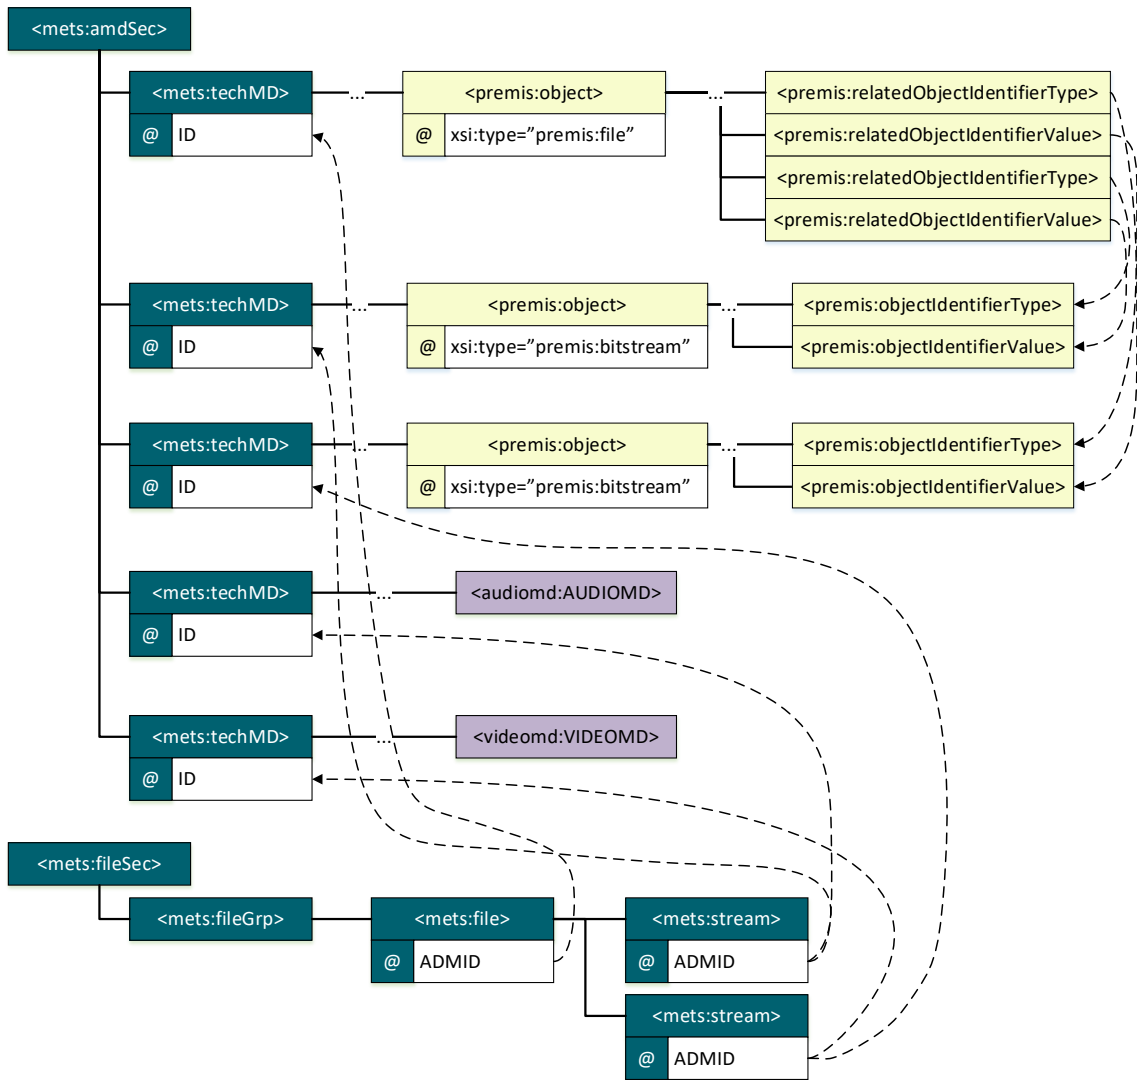 <mets:amdSec>
<mets:techMD> ... <premis:object> ... <premis:relatedObjectIdentifierType>
@ ID @ xsi:type=”premis:file” <premis:relatedObjectIdentifierValue>
<premis:relatedObjectIdentifierType>
<premis:relatedObjectIdentifierValue>
<mets:techMD> ... <premis:object> ... <premis:objectIdentifierType>
@ ID @ xsi:type=”premis:bitstream” <premis:objectIdentifierValue>
<mets:techMD> ... <premis:object> ... <premis:objectIdentifierType>
@ ID @ xsi:type=”premis:bitstream” <premis:objectIdentifierValue>
<mets:techMD> ... <audiomd:AUDIOMD>
@ ID
<mets:techMD> ... <videomd:VIDEOMD>
@ ID
<mets:fileSec>
<mets:fileGrp> <mets:file> <mets:stream>
@ ADMID @ ADMID
<mets:stream>
@ ADMID